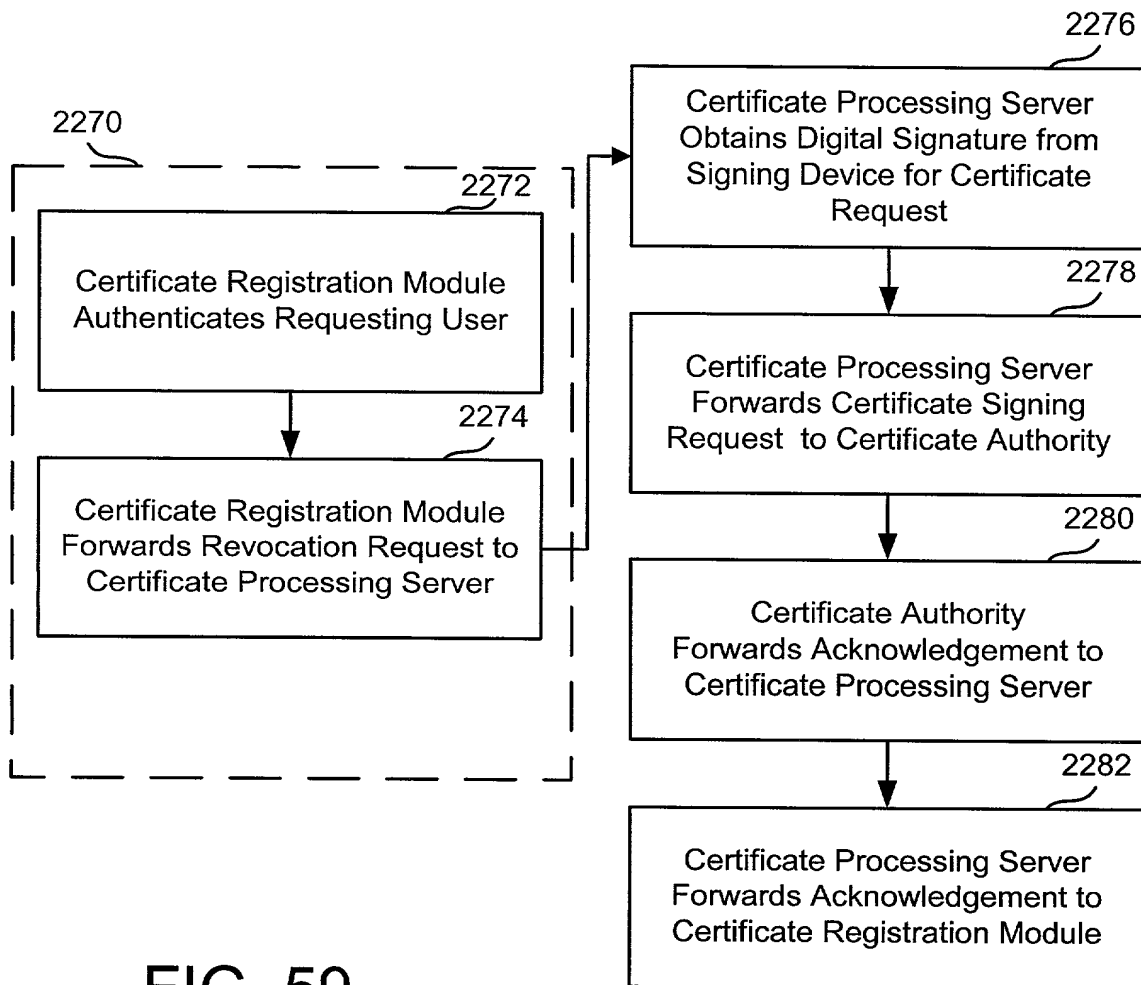 2270
2272
Certificate Registration Module
Authenticates Requesting User
2274
Certificate Registration Module
Forwards Revocation Request to
Certificate Processing Server
2276
Certificate Processing Server
Obtains Digital Signature from
Signing Device for Certificate
Request
2278
Certificate Processing Server
Forwards Certificate Signing
Request to Certificate Authority
2280
Certificate Authority
Forwards Acknowledgement to
Certificate Processing Server
2282
Certificate Processing Server
Forwards Acknowledgement to
Certificate Registration Module
FIG. 59